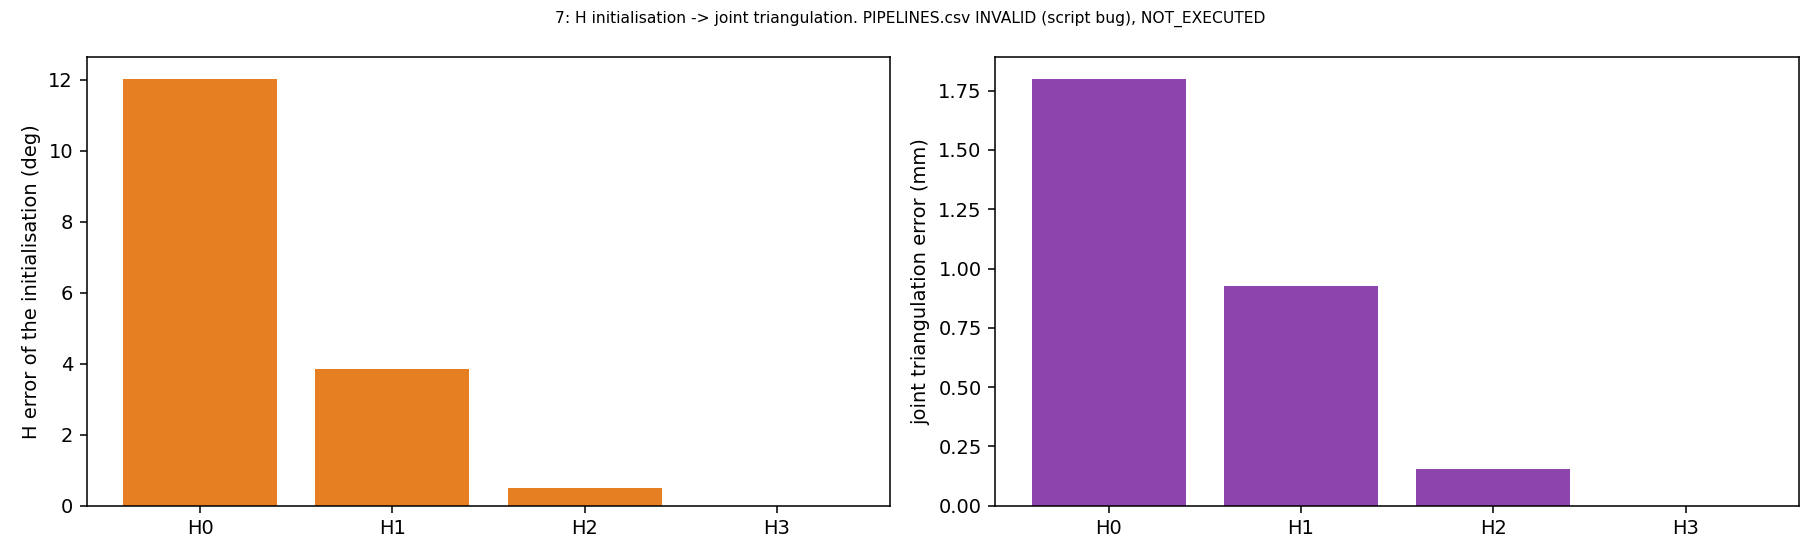 7: H initialisation -> joint triangulation. PIPELINES.csv INVALID (script bug), NOT_EXECUTED
H error of the initialisation (deg)
12
10
8
6
4
2
0
H0
H1
H2
H3
joint triangulation error (mm)
1.75
1.50
1.25
1.00
0.75
0.50
0.25
0.00
H0
H1
H2
H3